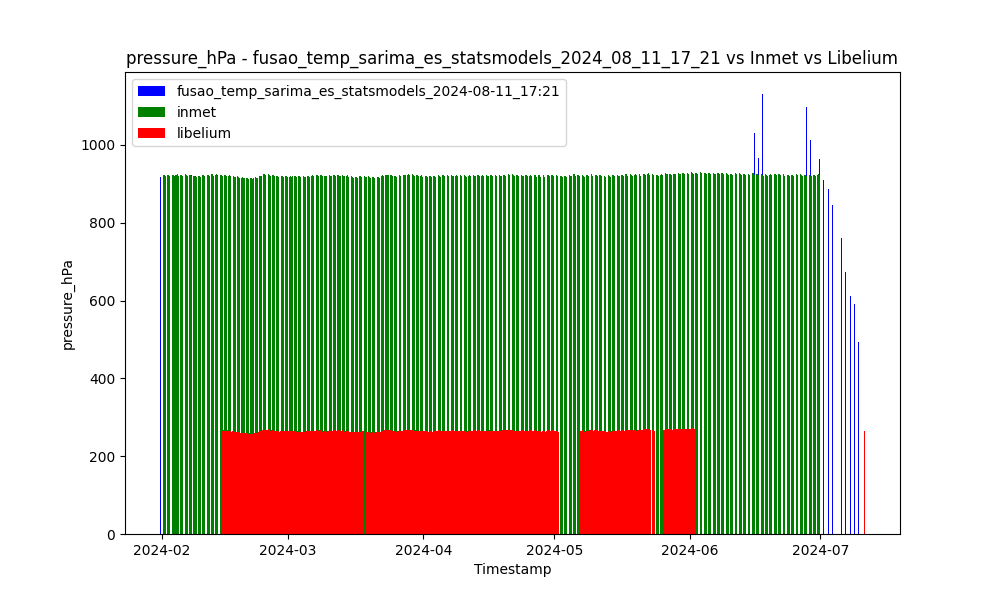 pressure_hPa - fusao_temp_sarima_es_statsmodels_2024_08_11_17_21 vs Inmet vs Libelium
fusao_temp_sarima_es_statsmodels_2024-08-11_17:21
inmet
libelium
pressure_hPa
1000
800
600
400
200
0
2024-02 2024-03 2024-04 2024-05 2024-06 2024-07
Timestamp